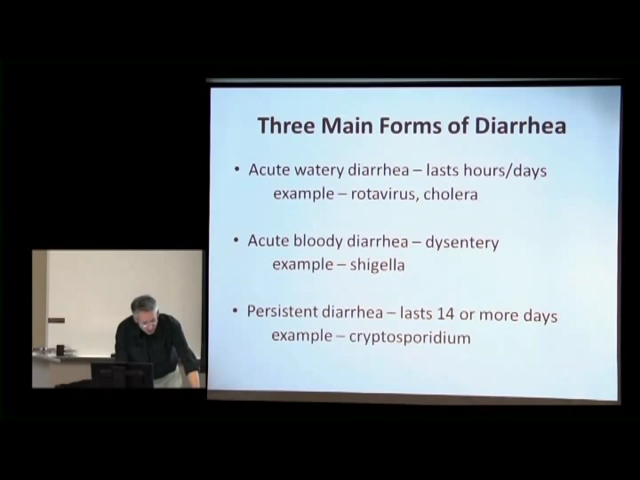 Three Main Forms of Diarrhea
• Acute watery diarrhea – lasts hours/days
example – rotavirus, cholera
• Acute bloody diarrhea – dysentery
example – shigella
• Persistent diarrhea – lasts 14 or more days
example – cryptosporidium